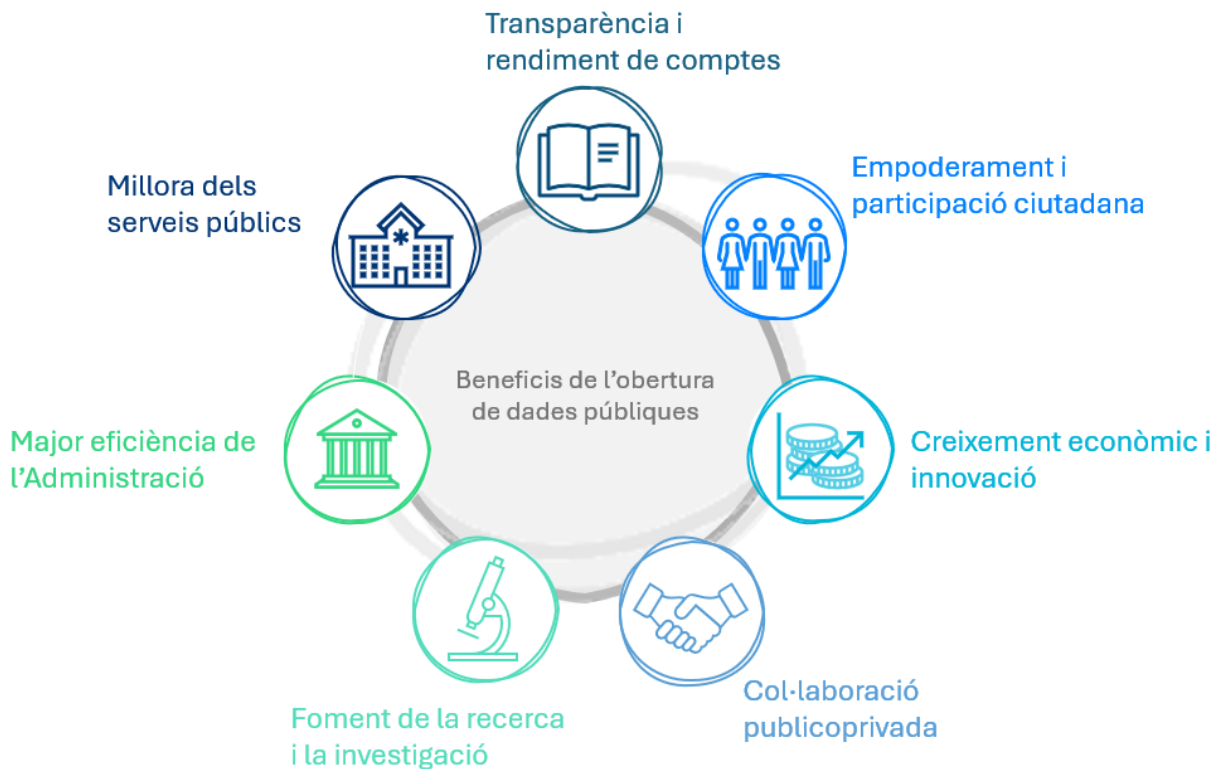 Transparència i
rendiment de comptes
Empoderament i
participació ciutadana
Creixement econòmic i
innovació
Col·laboració
publicoprivada
Foment de la recerca
i la investigació
Major eficiència de
l'Administració
Millora dels
serveis públics
Beneficis de l'obertura
de dades públiques